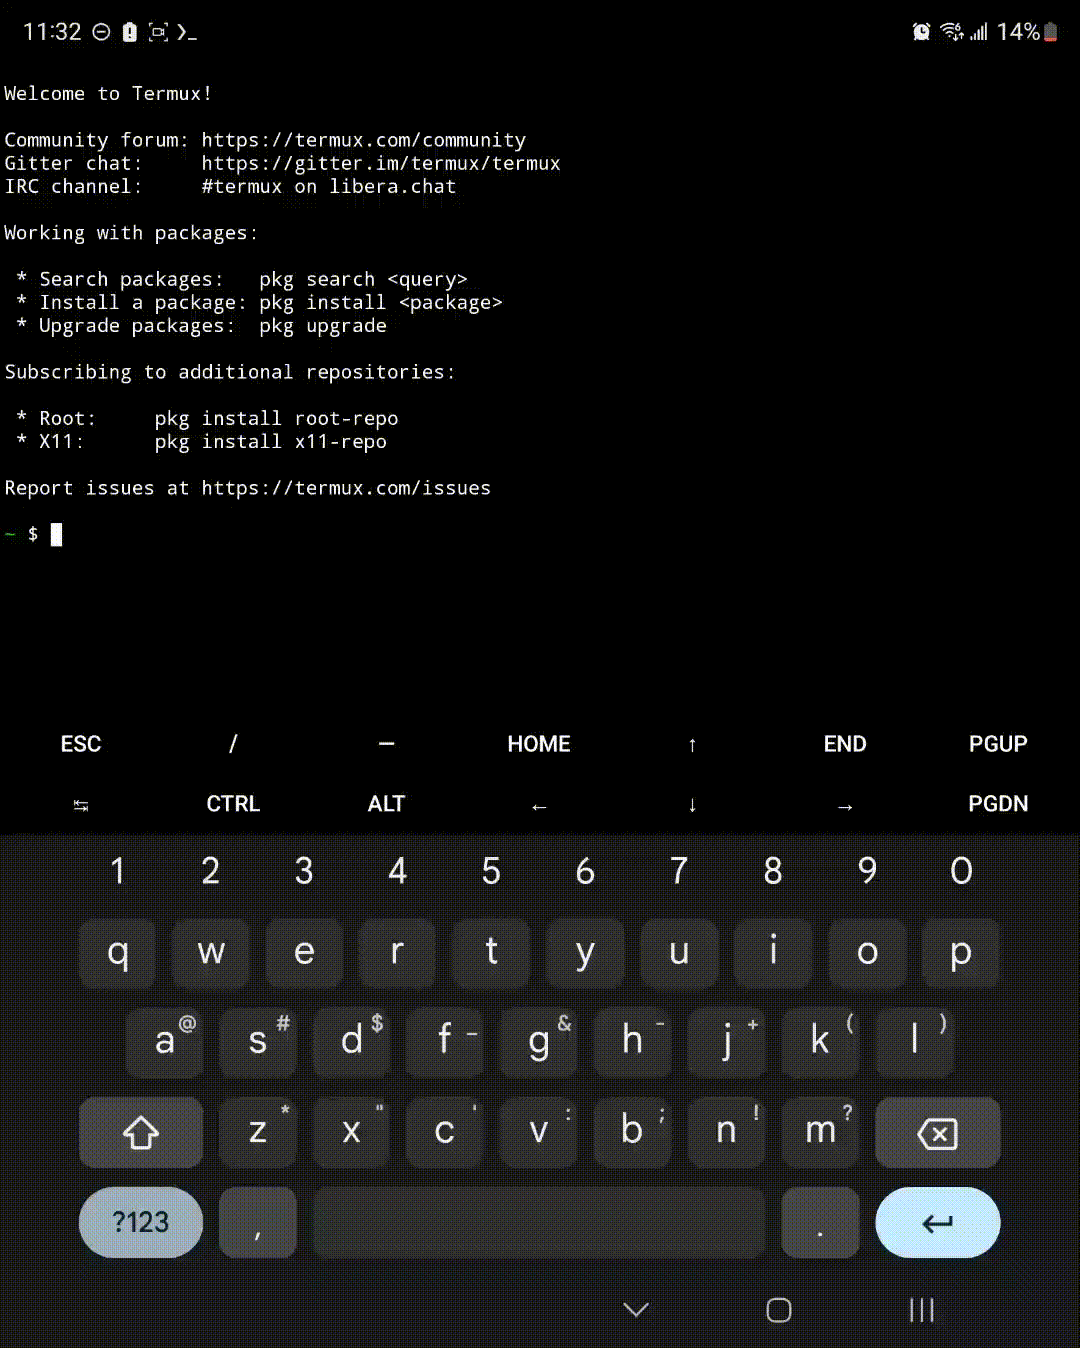 11:32 14%
Welcome to Termux!
Community forum: https://termux.com/community
Gitter chat:     https://gitter.im/termux/termux
IRC channel:     #termux on libera.chat
Working with packages:
 * Search packages:   pkg search <query>
 * Install a package: pkg install <package>
 * Upgrade packages:  pkg upgrade
Subscribing to additional repositories:
 * Root:     pkg install root-repo
 * X11:      pkg install x11-repo
Report issues at https://termux.com/issues
~ $
ESC / — HOME ↑ END PGUP
↹ CTRL ALT ← ↓ → PGDN
1 2 3 4 5 6 7 8 9 0
q w e r t y u i o p
a @ s # d $ f _ g & h - j + k ( l )
z * x " c ' v : b ; n ! m ?
?123 , .